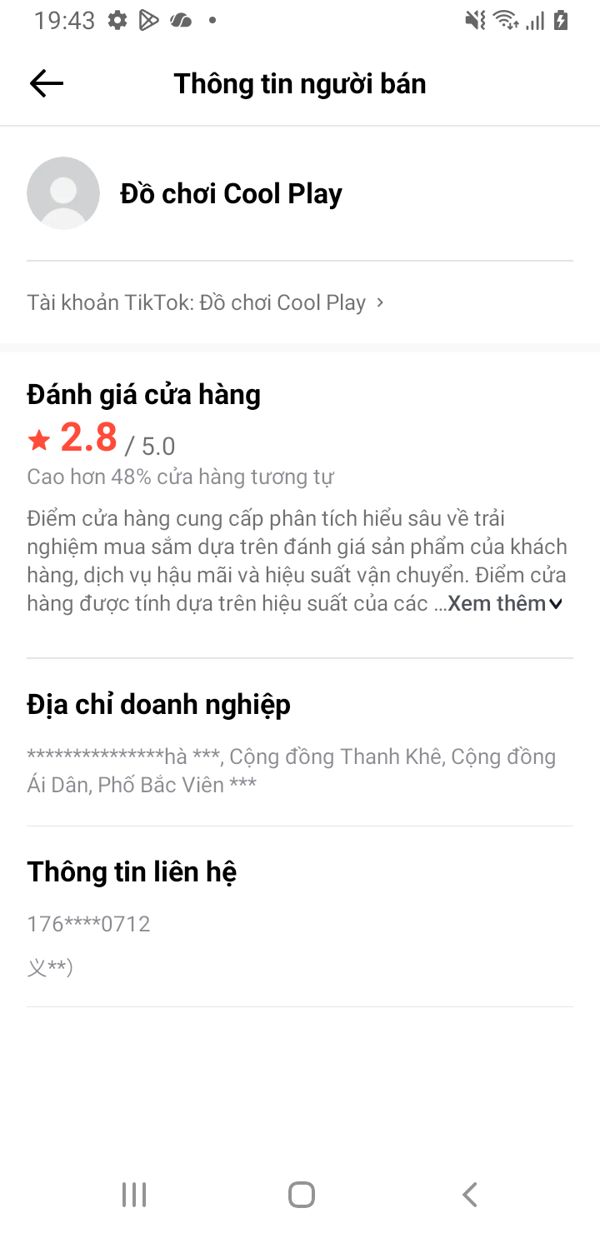 19:43
Thông tin người bán
Đồ chơi Cool Play
Tài khoản TikTok: Đồ chơi Cool Play
Đánh giá cửa hàng
2.8 / 5.0
Cao hơn 48% cửa hàng tương tự
Điểm cửa hàng cung cấp phân tích hiểu sâu về trải
nghiệm mua sắm dựa trên đánh giá sản phẩm của khách
hàng, dịch vụ hậu mãi và hiệu suất vận chuyển. Điểm cửa
hàng được tính dựa trên hiệu suất của các ...Xem thêm
Địa chỉ doanh nghiệp
***************hà ***, Cộng đồng Thanh Khê, Cộng đồng
Ái Dân, Phố Bắc Viên ***
Thông tin liên hệ
176****0712
义**)